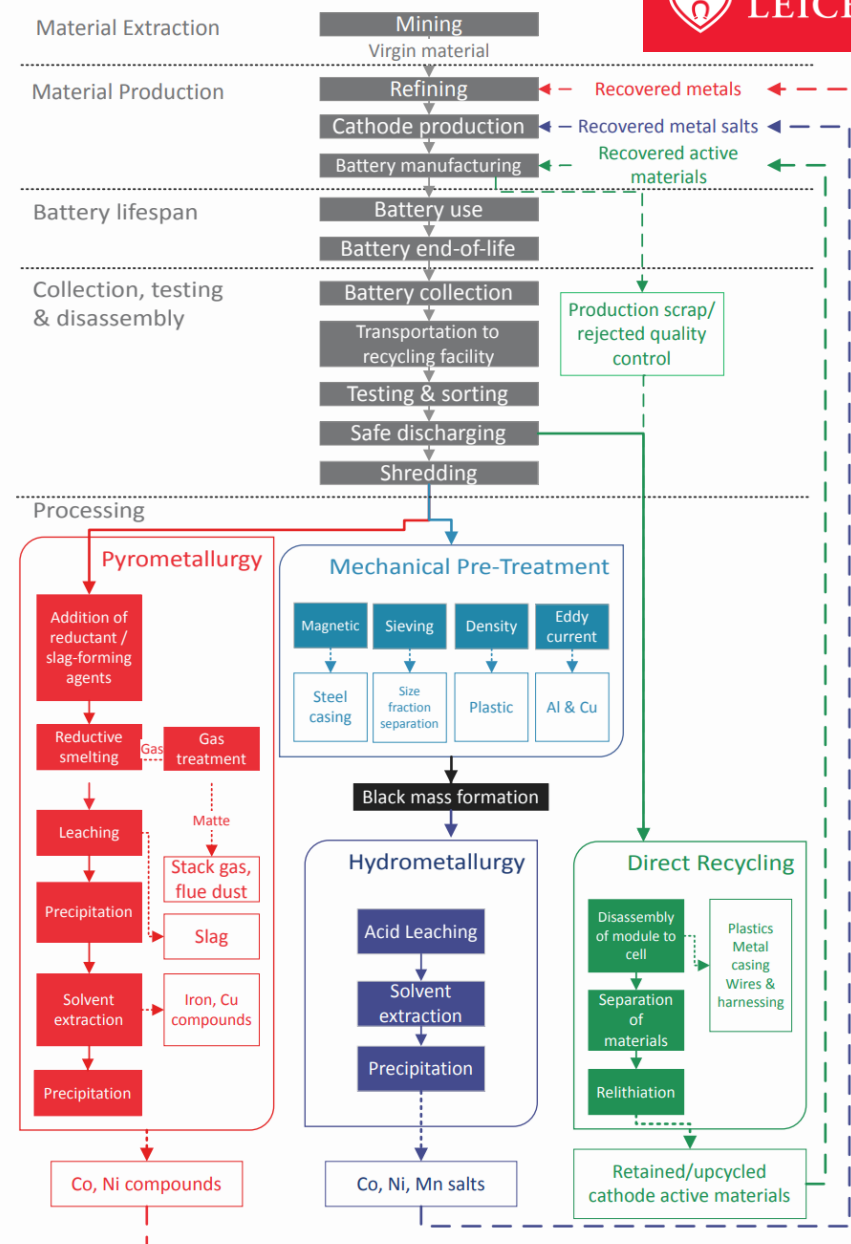 LEICE
Material Extraction
Mining
Virgin material
Material Production
Refining
Recovered metals
Cathode production
Recovered metal salts
Battery manufacturing
Recovered active
materials
Battery lifespan
Battery use
Battery end-of-life
Collection, testing
& disassembly
Battery collection
Production scrap/
rejected quality
control
Transportation to
recycling facility
Testing & sorting
Safe discharging
Shredding
Processing
Pyrometallurgy
Addition of
reductant /
slag-forming
agents
Reductive
smelting
Gas
Gas
treatment
Matte
Leaching
Stack gas,
flue dust
Precipitation
Slag
Solvent
extraction
Iron, Cu
compounds
Precipitation
Co, Ni compounds
Mechanical Pre-Treatment
Magnetic
Sieving
Density
Eddy
current
Steel
casing
Size
fraction
separation
Plastic
Al & Cu
Black mass formation
Hydrometallurgy
Acid Leaching
Solvent
extraction
Precipitation
Co, Ni, Mn salts
Direct Recycling
Disassembly
of module to
cell
Plastics
Metal
casing
Wires &
harnessing
Separation
of
materials
Relithiation
Retained/upcycled
cathode active materials